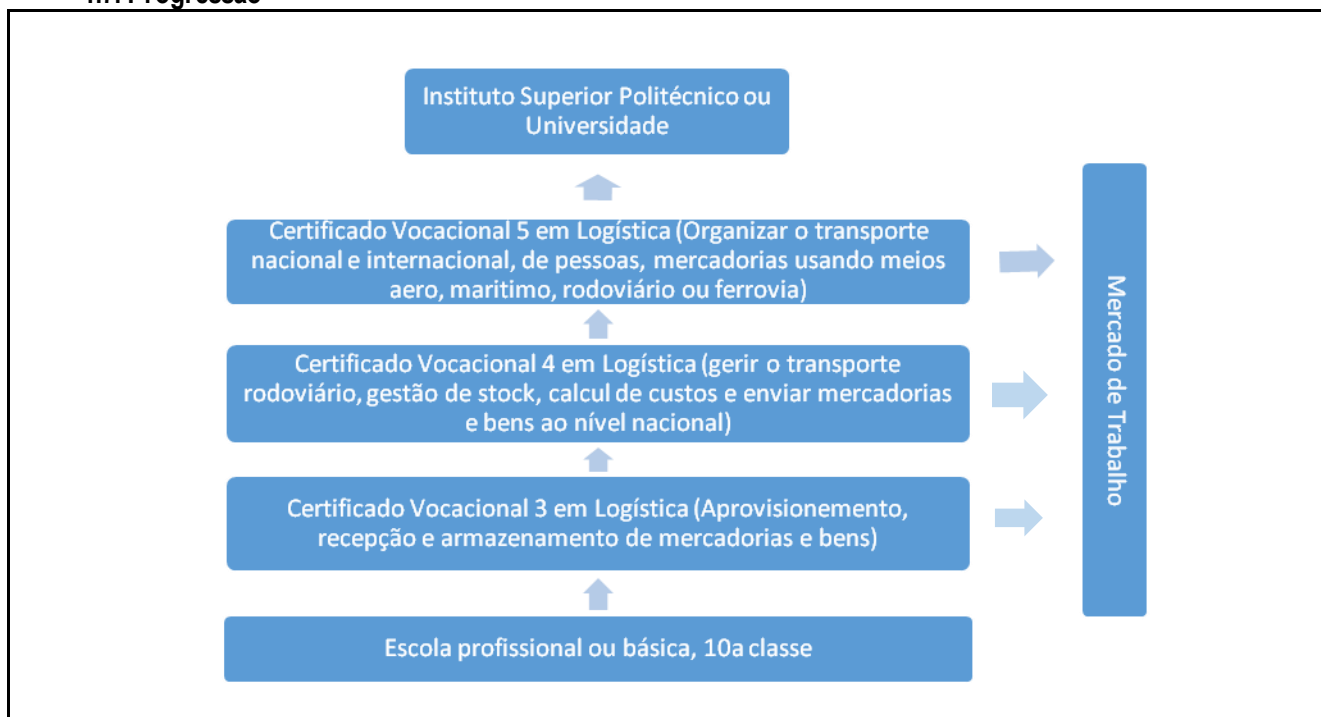 Progressão
Instituto Superior Politécnico ou
Universidade
Certificado Vocacional 5 em Logística (Organizar o transporte
nacional e internacional, de pessoas, mercadorias usando meios
aero, maritimo, rodoviário ou ferrovia)
Certificado Vocacional 4 em Logística (gerir o transporte
rodoviário, gestão de stock, calcul de custos e enviar mercadorias
e bens ao nível nacional)
Certificado Vocacional 3 em Logística (Aprovisionemento,
recepção e armazenamento de mercadorias e bens)
Escola profissional ou básica, 10a classe
Mercado de Trabalho